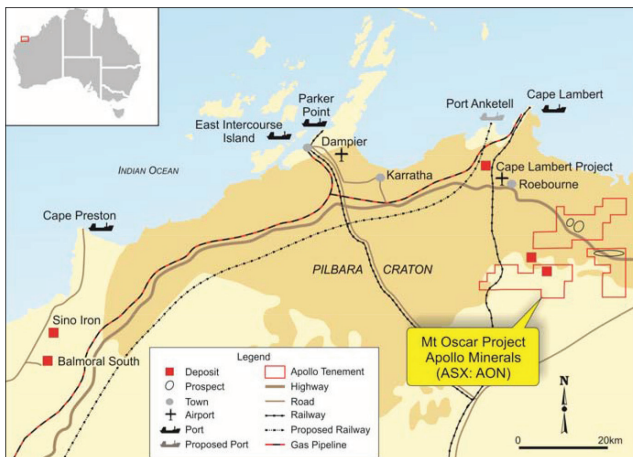 Parker
Point
Cape Lambert
Port Anketell
East Intercourse
Island
Dampier
INDIAN OCEAN
Karratha
Cape Lambert Project
Roebourne
Cape Preston
PILBARA CRATON
Sino Iron
Balmoral South
Mt Oscar Project
Apollo Minerals
(ASX: AON)
Legend
Deposit
Prospect
Town
Airport
Port
Proposed Port
Apollo Tenement
Highway
Road
Railway
Proposed Railway
Gas Pipeline
N
20km